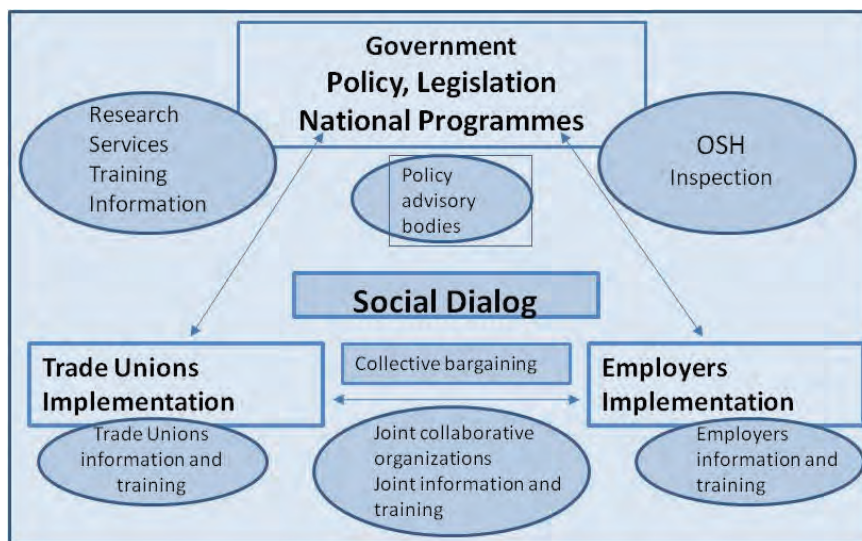 Government
Policy, Legislation
National Programmes
Research
Services
Training
Information
OSH
Inspection
Policy
advisory
bodies
Social Dialog
Trade Unions
Implementation
Collective bargaining
Employers
Implementation
Trade Unions
information and
training
Joint collaborative
organizations
Joint information and
training
Employers
information and
training